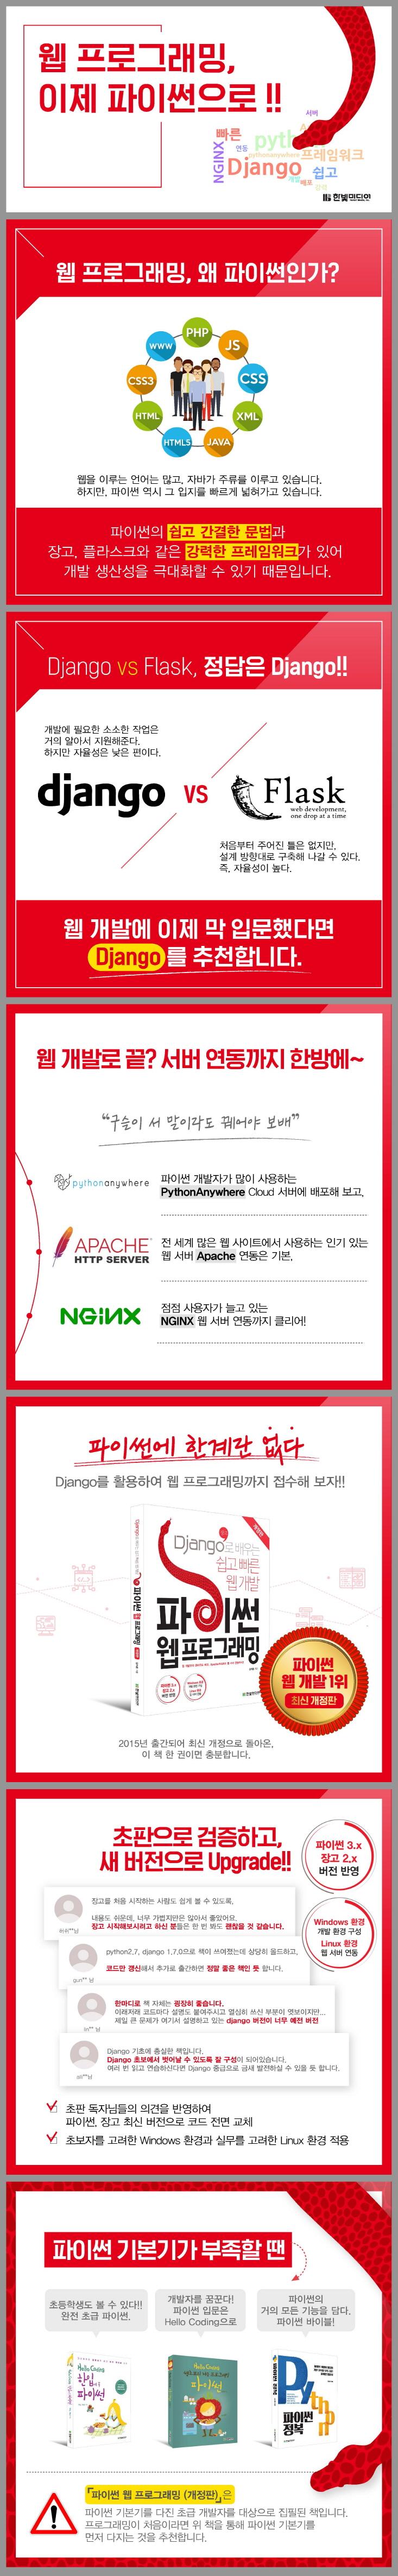 웹 프로그래밍,
이제 파이썬으로 !!
서버
빠른
연동
pyth
NGINX
pythonanywhere
프레임워크
Django
쉽고
개발
배포
한빛미디어
웹 프로그래밍, 왜 파이썬인가?
PHP
WWW
JS
CSS3
CSS
HTML
XML
HTML5
JAVA
웹을 이루는 언어는 많고, 자바가 주류를 이루고 있습니다.
하지만, 파이썬 역시 그 입지를 빠르게 넓혀가고 있습니다.
파이썬의 쉽고 간결한 문법과
장고, 플라스크와 같은 강력한 프레임워크가 있어
개발 생산성을 극대화할 수 있기 때문입니다.
Django vs Flask, 정답은 Django!!
개발에 필요한 소소한 작업은
거의 알아서 지원해준다.
하지만 자율성은 낮은 편이다.
django
VS
Flask
web development,
one drop at a time
처음부터 주어진 틀은 없지만,
설계 방향대로 구축해 나갈 수 있다.
즉, 자율성이 높다.
웹 개발에 이제 막 입문했다면
Django를 추천합니다.
웹 개발로 끝? 서버 연동까지 한방에~
“구슬이 서 말이라도 꿰어야 보배”
pythonanywhere
파이썬 개발자가 많이 사용하는
PythonAnywhere Cloud 서버에 배포해 보고,
APACHE
HTTP SERVER
전 세계 많은 웹 사이트에서 사용하는 인기 있는
웹 서버 Apache 연동은 기본,
NGINX
점점 사용자가 늘고 있는
NGINX 웹 서버 연동까지 클리어!
파이썬에 한계란 없다
Django를 활용하여 웹 프로그래밍까지 접수해 보자!!
개정판
Django로 배우는
쉽고 빠른
웹 개발
파이썬
웹 프로그래밍
파이썬
웹 개발 1위
최신 개정판
2015년 출간되어 최신 개정으로 돌아온,
이 책 한 권이면 충분합니다.
초판으로 검증하고,
새 버전으로 Upgrade!!
파이썬 3.x
장고 2.x
버전 반영
Windows 환경
개발 환경 구성
Linux 환경
웹 서버 연동
장고를 처음 시작하는 사람도 쉽게 볼 수 있도록,
내용도 쉬운데, 너무 가볍지만은 않아서 좋았어요.
장고 시작해보시려고 하신 분들은 한 번 봐도 괜찮을 것 같습니다.
python2.7, django 1.7.0으로 책이 쓰여졌는데 상당히 올드하고,
코드만 갱신해서 추가로 출간하면 정말 좋은 책인 듯 합니다.
gun** 님
한마디로 책 자체는 굉장히 좋습니다.
이래저래 코드마다 설명도 붙여주시고 열심히 쓰신 부분이 엿보이지만...
제일 큰 문제가 여기서 설명하고 있는 django 버전이 너무 예전 버전
Django 기초에 충실한 책입니다.
Django 초보에서 벗어날 수 있도록 잘 구성이 되어있습니다.
여러 번 읽고 연습하신다면 Django 중급으로 금세 발전하실 수 있을 듯 합니다.
초판 독자님들의 의견을 반영하여
파이썬, 장고 최신 버전으로 코드 전면 교체
초보자를 고려한 Windows 환경과 실무를 고려한 Linux 환경 적용
파이썬 기본기가 부족할 땐
초등학생도 볼 수 있다!!
완전 초급 파이썬.
개발자를 꿈꾼다!
파이썬 입문은
Hello Coding으로
파이썬의
거의 모든 기능을 담다.
파이썬 바이블!
Hello Coding
한입에 쏙
파이썬
Hello Coding
파이썬
Python
파이썬
정복
『파이썬 웹 프로그래밍 (개정판)』은
파이썬 기본기를 다진 초급 개발자를 대상으로 집필된 책입니다.
프로그래밍이 처음이라면 위 책을 통해 파이썬 기본기를
먼저 다지는 것을 추천합니다.